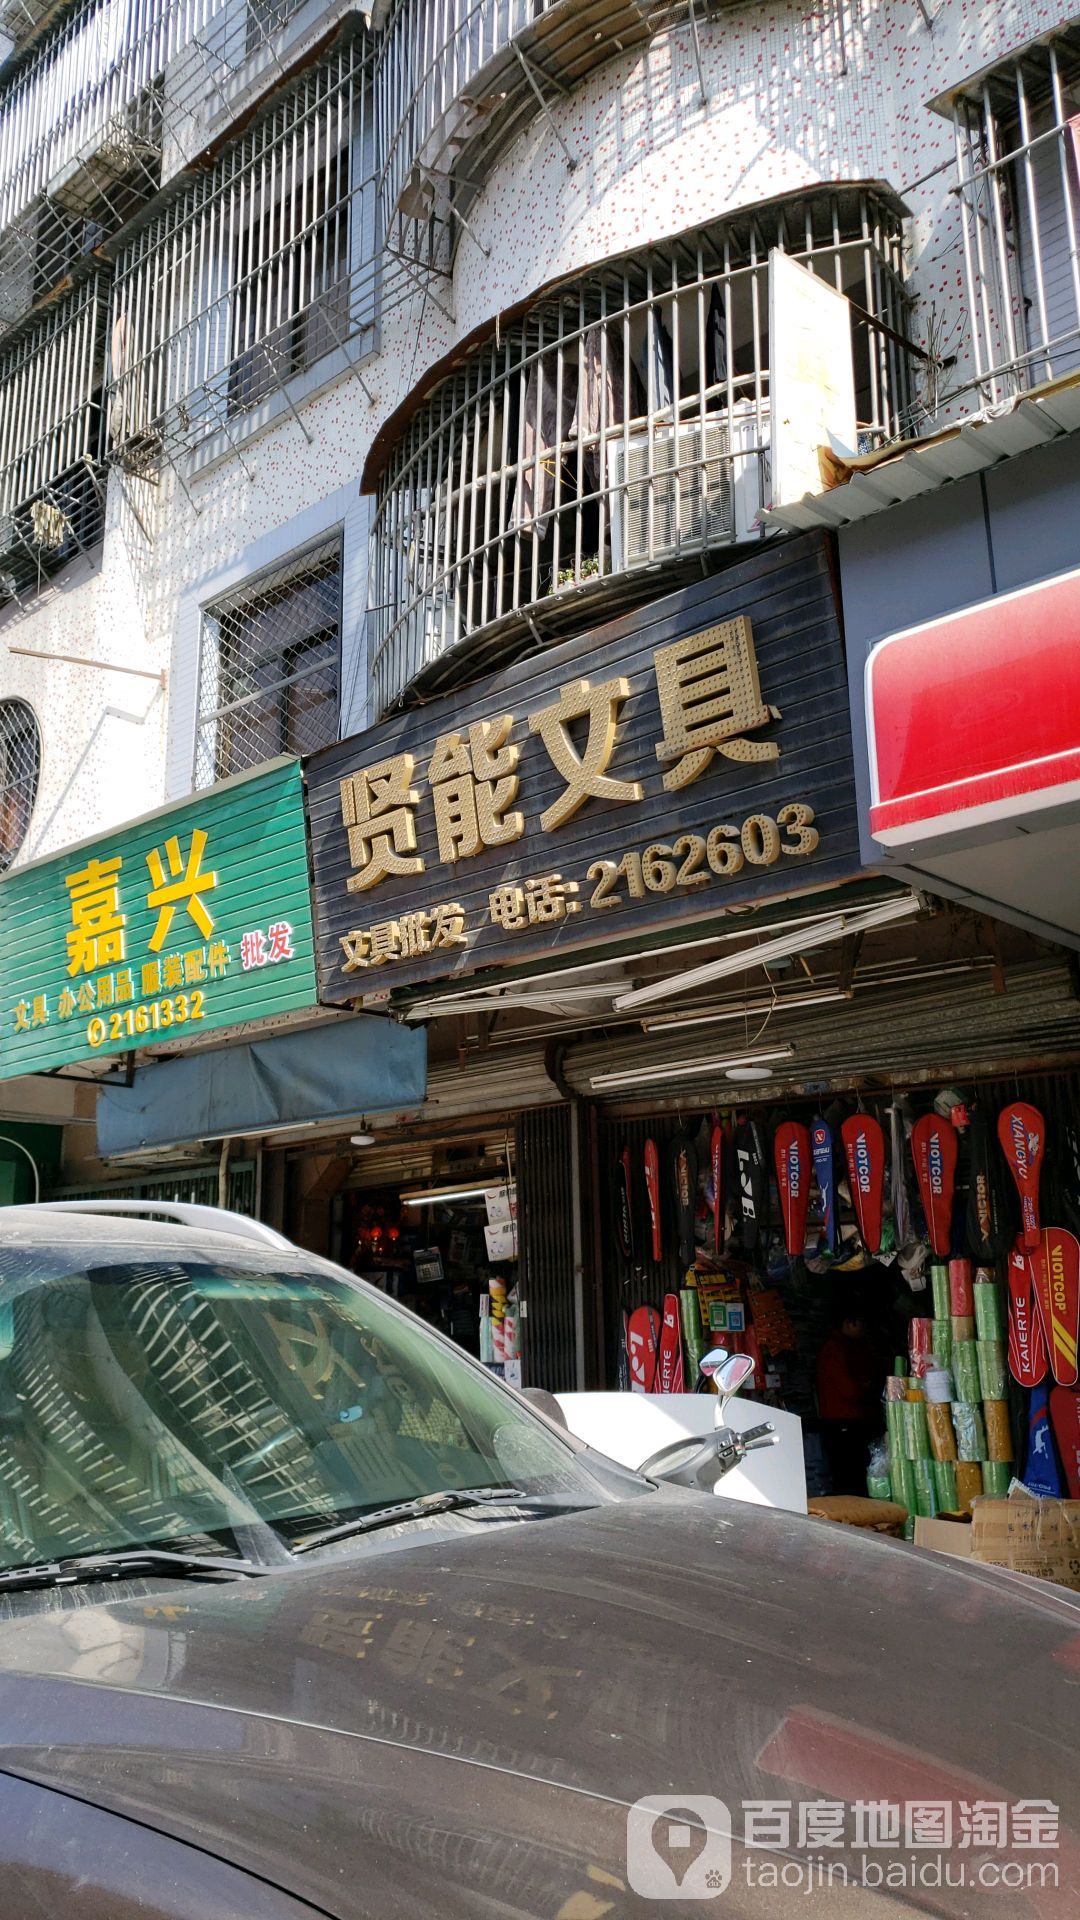 贤能文具
文具批发 电话:2162603
嘉兴
文具 办公用品 服装配件 批发
2161332
VIOTCOR
VIOTCOR
VIOTCOR
XIANGYU
VICTOR
VIOTCOP
KAIERTE
KAIERTE
百度地图淘金
taojin.baidu.com